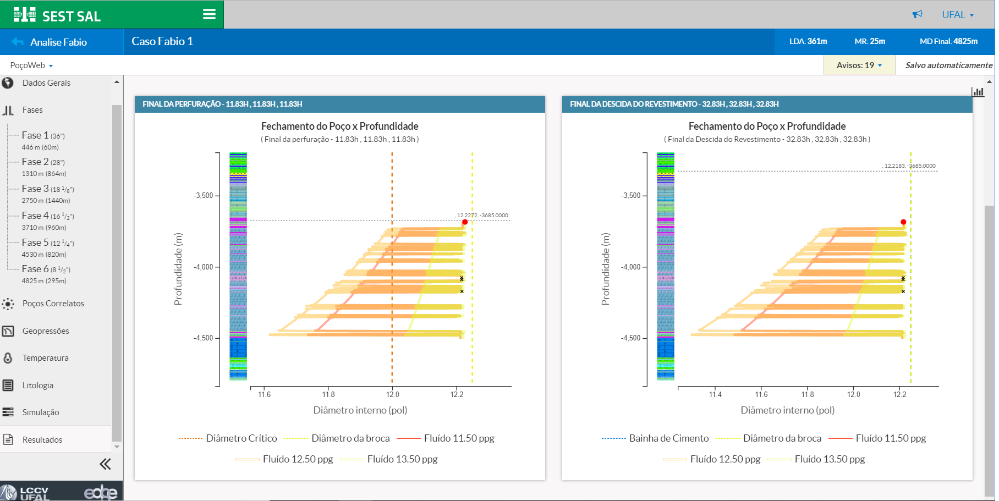 SEST SAL
UFAL
Analise Fabio
Caso Fabio 1
LDA: 361m
MR: 25m
MD Final: 4825m
PoçoWeb
Avisos: 19
Salvo automaticamente
Dados Gerais
Fases
Fase 1 (36")
446 m (60m)
Fase 2 (28")
1310 m (864m)
Fase 3 (18 1/8")
2750 m (1440m)
Fase 4 (16 1/2")
3710 m (960m)
Fase 5 (12 1/4")
4530 m (820m)
Fase 6 (8 1/2")
4825 m (295m)
Poços Correlatos
Geopressões
Temperatura
Litologia
Simulação
Resultados
LCCV
UFAL
edge
FINAL DA PERFURAÇÃO - 11.83H , 11.83H , 11.83H
Fechamento do Poço x Profundidade
( Final da perfuração - 11.83h , 11.83h , 11.83h )
, 12.2272, -3685.0000
-3,500
-4,000
-4,500
Profundidade (m)
11.6
11.8
12.0
12.2
Diâmetro interno (pol)
Diâmetro Crítico
Diâmetro da broca
Fluído 11.50 ppg
Fluído 12.50 ppg
Fluído 13.50 ppg
FINAL DA DESCIDA DO REVESTIMENTO - 32.83H , 32.83H , 32.83H
Fechamento do Poço x Profundidade
( Final da Descida do Revestimento - 32.83h , 32.83h , 32.83h )
, 12.2183, -3685.0000
-3,500
-4,000
-4,500
Profundidade (m)
11.4
11.6
11.8
12.0
12.2
Diâmetro interno (pol)
Bainha de Cimento
Diâmetro da broca
Fluído 11.50 ppg
Fluído 12.50 ppg
Fluído 13.50 ppg